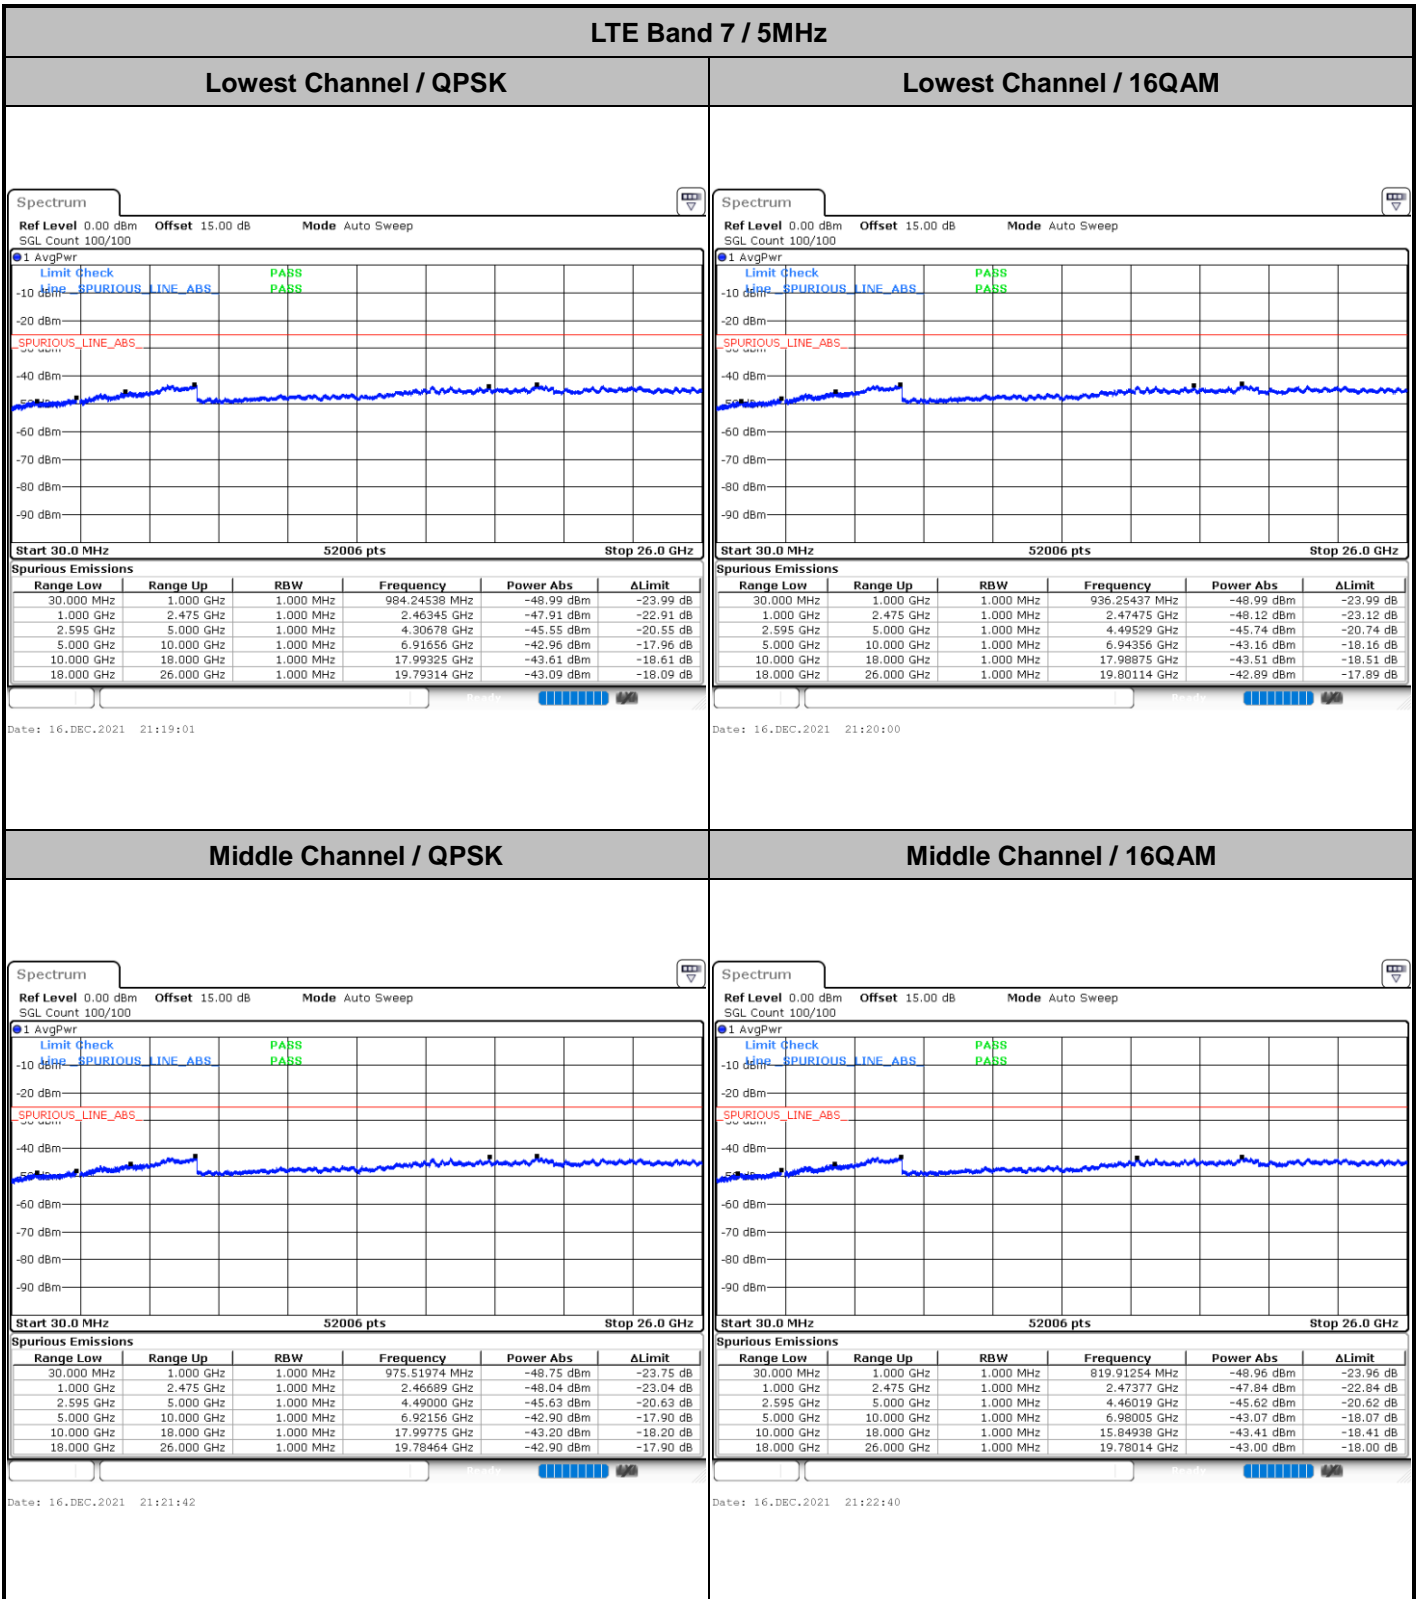 LTE Band 7 / 5MHz
Lowest Channel / QPSK
Lowest Channel / 16QAM
Spectrum
Ref Level 0.00 dBm Offset 15.00 dB Mode Auto Sweep
SGL Count 100/100
1 AvgPwr
Limit Check PASS
Line _SPURIOUS_LINE_ABS_ PASS
-10 dBm
-20 dBm
_SPURIOUS_LINE_ABS_
-30 dBm
-40 dBm
-50 dBm
-60 dBm
-70 dBm
-80 dBm
-90 dBm
Start 30.0 MHz 52006 pts Stop 26.0 GHz
Spurious Emissions
Range Low Range Up RBW Frequency Power Abs ΔLimit
30.000 MHz 1.000 GHz 1.000 MHz 984.24538 MHz -48.99 dBm -23.99 dB
1.000 GHz 2.475 GHz 1.000 MHz 2.46345 GHz -47.91 dBm -22.91 dB
2.595 GHz 5.000 GHz 1.000 MHz 4.30678 GHz -45.55 dBm -20.55 dB
5.000 GHz 10.000 GHz 1.000 MHz 6.91656 GHz -42.96 dBm -17.96 dB
10.000 GHz 18.000 GHz 1.000 MHz 17.99325 GHz -43.61 dBm -18.61 dB
18.000 GHz 26.000 GHz 1.000 MHz 19.79314 GHz -43.09 dBm -18.09 dB
Date: 16.DEC.2021 21:19:01
Spectrum
Ref Level 0.00 dBm Offset 15.00 dB Mode Auto Sweep
SGL Count 100/100
1 AvgPwr
Limit Check PASS
Line _SPURIOUS_LINE_ABS_ PASS
-10 dBm
-20 dBm
_SPURIOUS_LINE_ABS_
-30 dBm
-40 dBm
-50 dBm
-60 dBm
-70 dBm
-80 dBm
-90 dBm
Start 30.0 MHz 52006 pts Stop 26.0 GHz
Spurious Emissions
Range Low Range Up RBW Frequency Power Abs ΔLimit
30.000 MHz 1.000 GHz 1.000 MHz 936.25437 MHz -48.99 dBm -23.99 dB
1.000 GHz 2.475 GHz 1.000 MHz 2.47475 GHz -48.12 dBm -23.12 dB
2.595 GHz 5.000 GHz 1.000 MHz 4.49529 GHz -45.74 dBm -20.74 dB
5.000 GHz 10.000 GHz 1.000 MHz 6.94356 GHz -43.16 dBm -18.16 dB
10.000 GHz 18.000 GHz 1.000 MHz 17.98875 GHz -43.51 dBm -18.51 dB
18.000 GHz 26.000 GHz 1.000 MHz 19.80114 GHz -42.89 dBm -17.89 dB
Date: 16.DEC.2021 21:20:00
Middle Channel / QPSK
Middle Channel / 16QAM
Spectrum
Ref Level 0.00 dBm Offset 15.00 dB Mode Auto Sweep
SGL Count 100/100
1 AvgPwr
Limit Check PASS
Line _SPURIOUS_LINE_ABS_ PASS
-10 dBm
-20 dBm
_SPURIOUS_LINE_ABS_
-30 dBm
-40 dBm
-50 dBm
-60 dBm
-70 dBm
-80 dBm
-90 dBm
Start 30.0 MHz 52006 pts Stop 26.0 GHz
Spurious Emissions
Range Low Range Up RBW Frequency Power Abs ΔLimit
30.000 MHz 1.000 GHz 1.000 MHz 975.51974 MHz -48.75 dBm -23.75 dB
1.000 GHz 2.475 GHz 1.000 MHz 2.46689 GHz -48.04 dBm -23.04 dB
2.595 GHz 5.000 GHz 1.000 MHz 4.49000 GHz -45.63 dBm -20.63 dB
5.000 GHz 10.000 GHz 1.000 MHz 6.92156 GHz -42.90 dBm -17.90 dB
10.000 GHz 18.000 GHz 1.000 MHz 17.99775 GHz -43.20 dBm -18.20 dB
18.000 GHz 26.000 GHz 1.000 MHz 19.78464 GHz -42.90 dBm -17.90 dB
Date: 16.DEC.2021 21:21:42
Spectrum
Ref Level 0.00 dBm Offset 15.00 dB Mode Auto Sweep
SGL Count 100/100
1 AvgPwr
Limit Check PASS
Line _SPURIOUS_LINE_ABS_ PASS
-10 dBm
-20 dBm
_SPURIOUS_LINE_ABS_
-30 dBm
-40 dBm
-50 dBm
-60 dBm
-70 dBm
-80 dBm
-90 dBm
Start 30.0 MHz 52006 pts Stop 26.0 GHz
Spurious Emissions
Range Low Range Up RBW Frequency Power Abs ΔLimit
30.000 MHz 1.000 GHz 1.000 MHz 819.91254 MHz -48.96 dBm -23.96 dB
1.000 GHz 2.475 GHz 1.000 MHz 2.47377 GHz -47.84 dBm -22.84 dB
2.595 GHz 5.000 GHz 1.000 MHz 4.46019 GHz -45.62 dBm -20.62 dB
5.000 GHz 10.000 GHz 1.000 MHz 6.98005 GHz -43.07 dBm -18.07 dB
10.000 GHz 18.000 GHz 1.000 MHz 15.84938 GHz -43.41 dBm -18.41 dB
18.000 GHz 26.000 GHz 1.000 MHz 19.78014 GHz -43.00 dBm -18.00 dB
Date: 16.DEC.2021 21:22:40